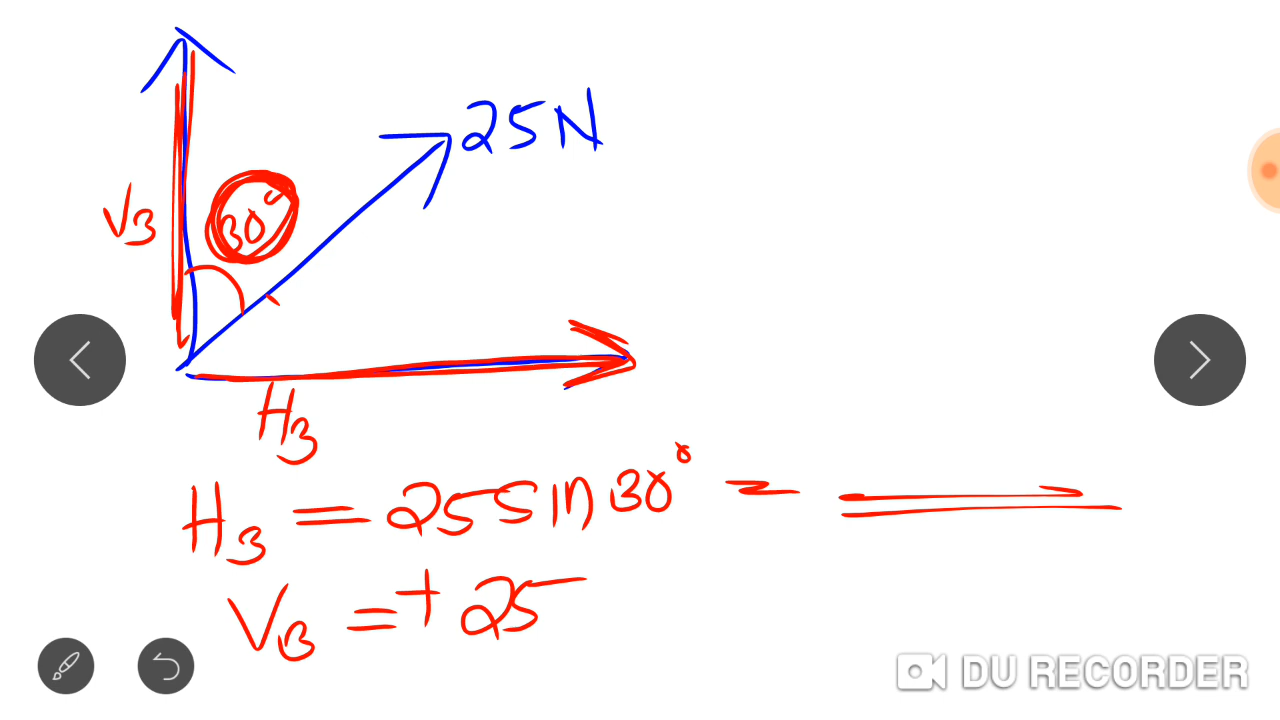 25N
30°
V3
H3
H3 = 25 sin 30° =
V3 = + 25
DU RECORDER